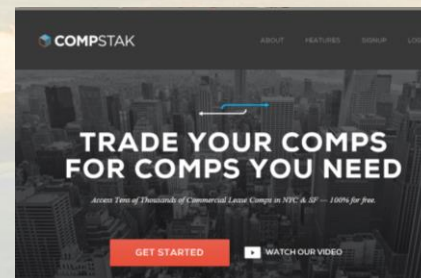 COMPSTAK
ABOUT FEATURES SIGNUP
TRADE YOUR COMPS
FOR COMPS YOU NEED
Access Tens of Thousands of Commercial Lease Comps in NYC & SF — 100% for free.
GET STARTED WATCH OUR VIDEO